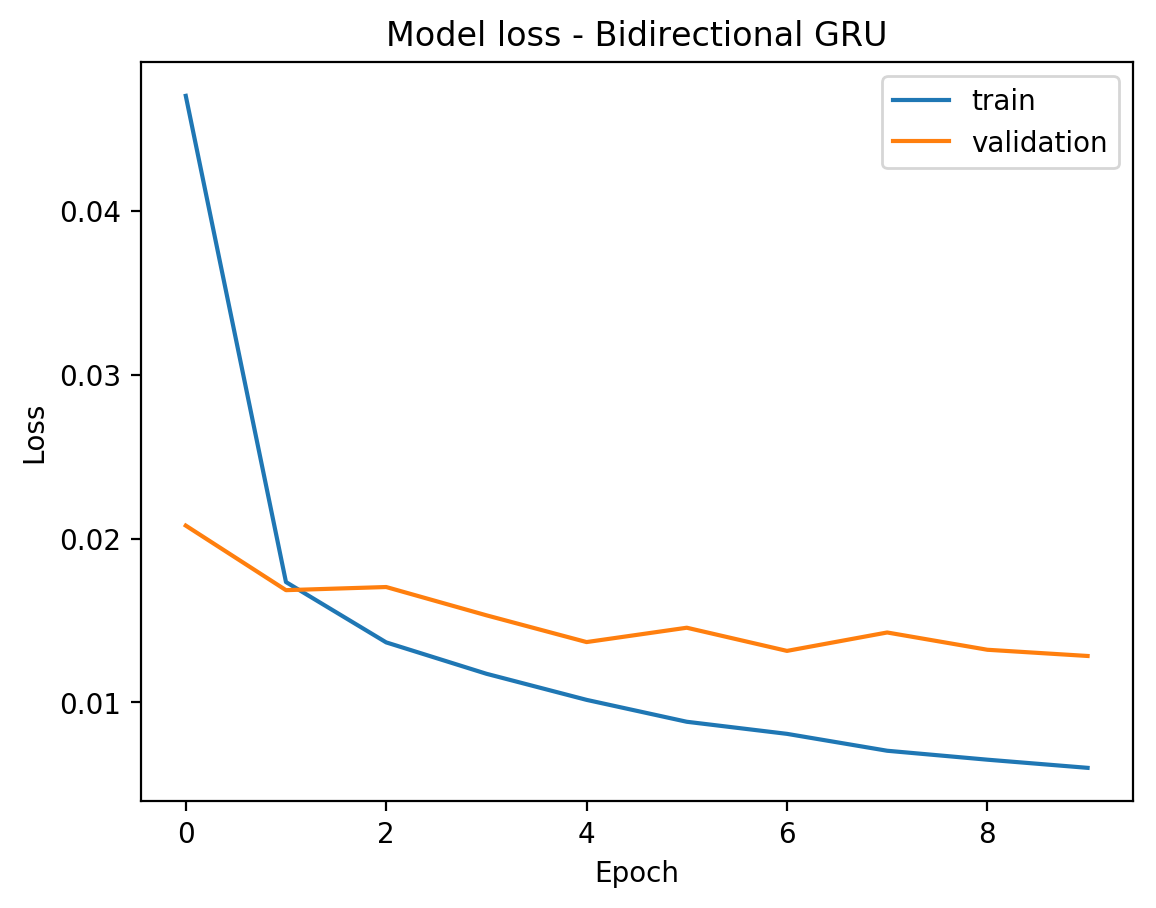 Model loss - Bidirectional GRU
train
validation
Loss
0.04
0.03
0.02
0.01
0 2 4 6 8
Epoch